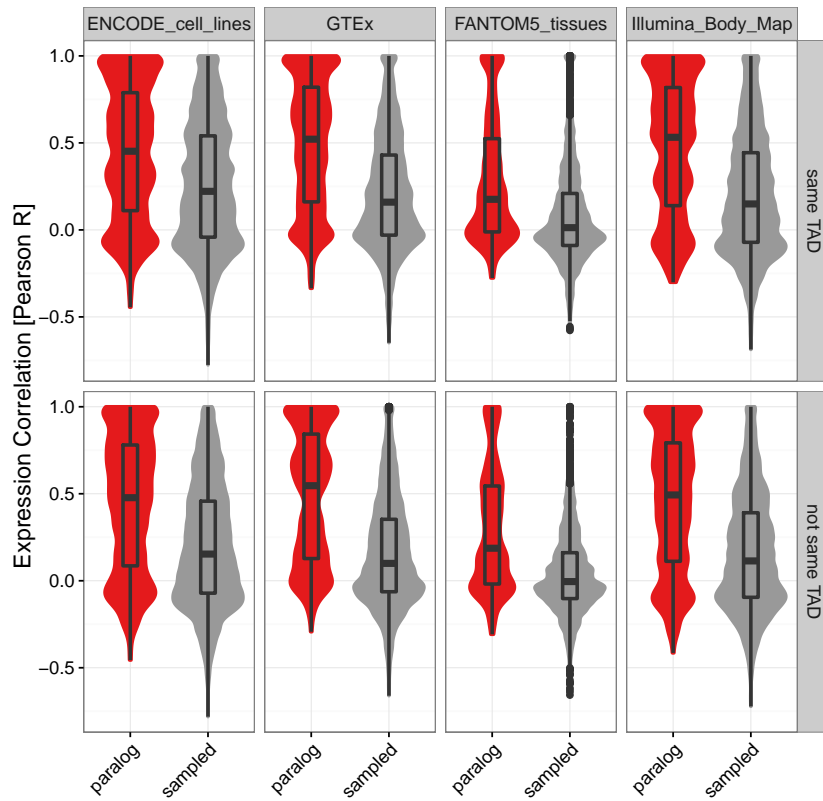 ENCODE_cell_lines GTEx FANTOM5_tissues Illumina_Body_Map
Expression Correlation [Pearson R]
1.0
0.5
0.0
−0.5
same TAD
1.0
0.5
0.0
−0.5
not same TAD
paralog sampled paralog sampled paralog sampled paralog sampled